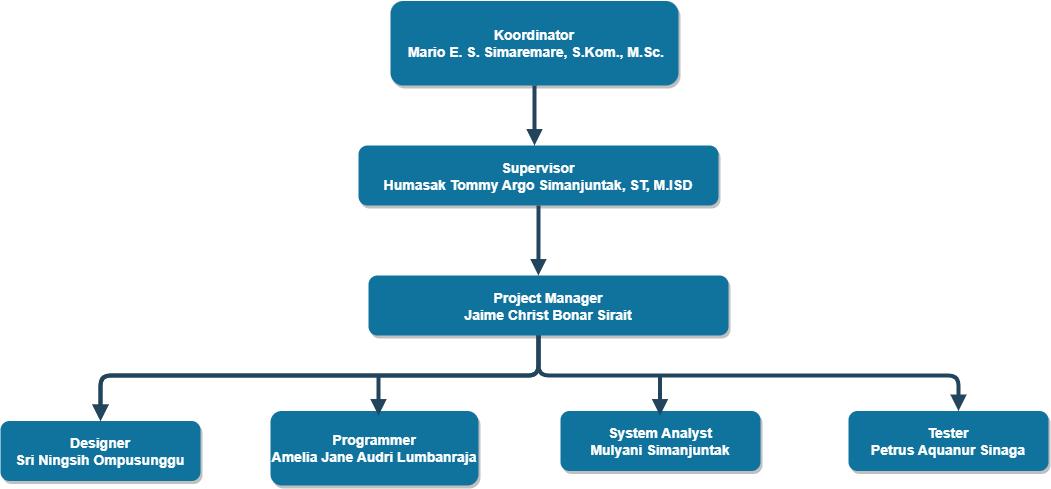 Koordinator
Mario E. S. Simaremare, S.Kom., M.Sc.
Supervisor
Humasak Tommy Argo Simanjuntak, ST, M.ISD
Project Manager
Jaime Christ Bonar Sirait
Designer
Sri Ningsih Ompusunggu
Programmer
Amelia Jane Audri Lumbanraja
System Analyst
Mulyani Simanjuntak
Tester
Petrus Aquanur Sinaga